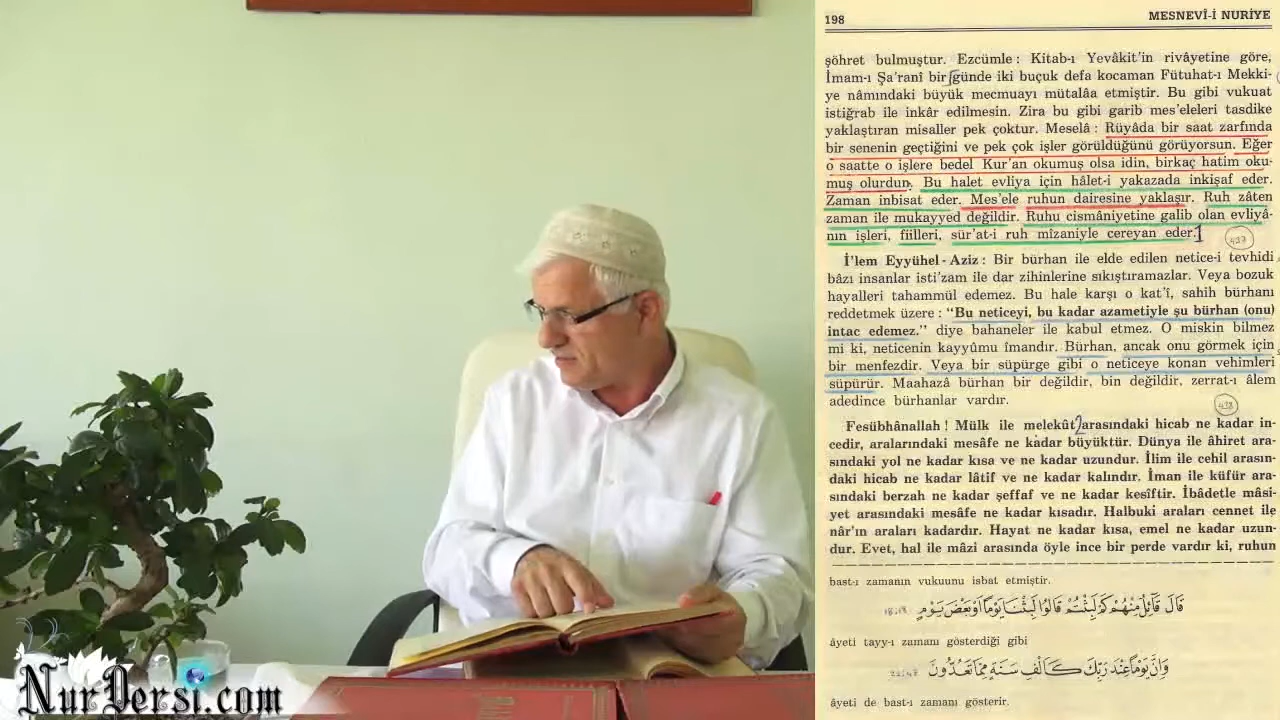 198
MESNEVÎ-İ NURİYE
şöhret bulmuştur. Ezcümle : Kitab-ı Yevâkit'in rivâyetine göre,
İmam-ı Şa'ranî bir günde iki buçuk defa kocaman Fütuhat-ı Mekki-
ye nâmındaki büyük mecmuayı mütalâa etmiştir. Bu gibi vukuat
istiğrab ile inkâr edilmesin. Zira bu gibi garib mes'eleleri tasdike
yaklaştıran misaller pek çoktur. Meselâ : Rüyâda bir saat zarfında
bir senenin geçtiğini ve pek çok işler görüldüğünü görüyorsun. Eğer
o saatte o işlere bedel Kur'an okumuş olsa idin, birkaç hatim oku-
muş olurdun. Bu halet evliya için hâlet-i yakazada inkişaf eder.
Zaman inbisat eder. Mes'ele ruhun dairesine yaklaşır. Ruh zâten
zaman ile mukayyed değildir. Ruhu cismâniyetine galib olan evliyâ-
nın işleri, fiilleri, sür'at-i ruh mîzaniyle cereyan eder.1
427
İ'lem Eyyühel - Aziz : Bir bürhan ile elde edilen netice-i tevhidi
bâzı insanlar isti'zam ile dar zihinlerine sıkıştıramazlar. Veya bozuk
hayalleri tahammül edemez. Bu hale karşı o kat'î, sahih bürhanı
reddetmek üzere : "Bu neticeyi, bu kadar azametiyle şu bürhan (onu)
intac edemez." diye bahaneler ile kabul etmez. O miskin bilmez
mi ki, neticenin kayyûmu îmandır. Bürhan, ancak onu görmek için
bir menfezdir. Veya bir süpürge gibi o neticeye konan vehimleri
süpürür. Maahazâ bürhan bir değildir, bin değildir, zerrat-ı âlem
adedince bürhanlar vardır.
428
Fesübhânallah ! Mülk ile melekût 2 arasındaki hicab ne kadar in-
cedir, aralarındaki mesâfe ne kadar büyüktür. Dünya ile âhiret ara-
sındaki yol ne kadar kısa ve ne kadar uzundur. İlim ile cehil arasın-
daki hicab ne kadar lâtif ve ne kadar kalındır. İman ile küfür ara-
sındaki berzah ne kadar şeffaf ve ne kadar kesîftir. İbâdetle mâsi-
yet arasındaki mesâfe ne kadar kısadır. Halbuki araları cennet ile
nâr'ın araları kadardır. Hayat ne kadar kısa, emel ne kadar uzun-
dur. Evet, hal ile mâzi arasında öyle ince bir perde vardır ki, ruhun
bast-ı zamanın vukuunu isbat etmiştir.
قَالَ قَٓائِلٌ مِنْهُمْ كَمْ لَبِثْتُمْ قَالُوا لَبِثْنَا يَوْمًا اَوْ بَعْضَ يَوْمٍ 18:19
âyeti tayy-ı zamanı gösterdiği gibi
وَاِنَّ يَوْمًا عِنْدَ رَبِّكَ كَاَلْفِ سَنَةٍ مِمَّا تَعُدُّونَ 22:47
âyeti de bast-ı zamanı gösterir.
NurDersi.com